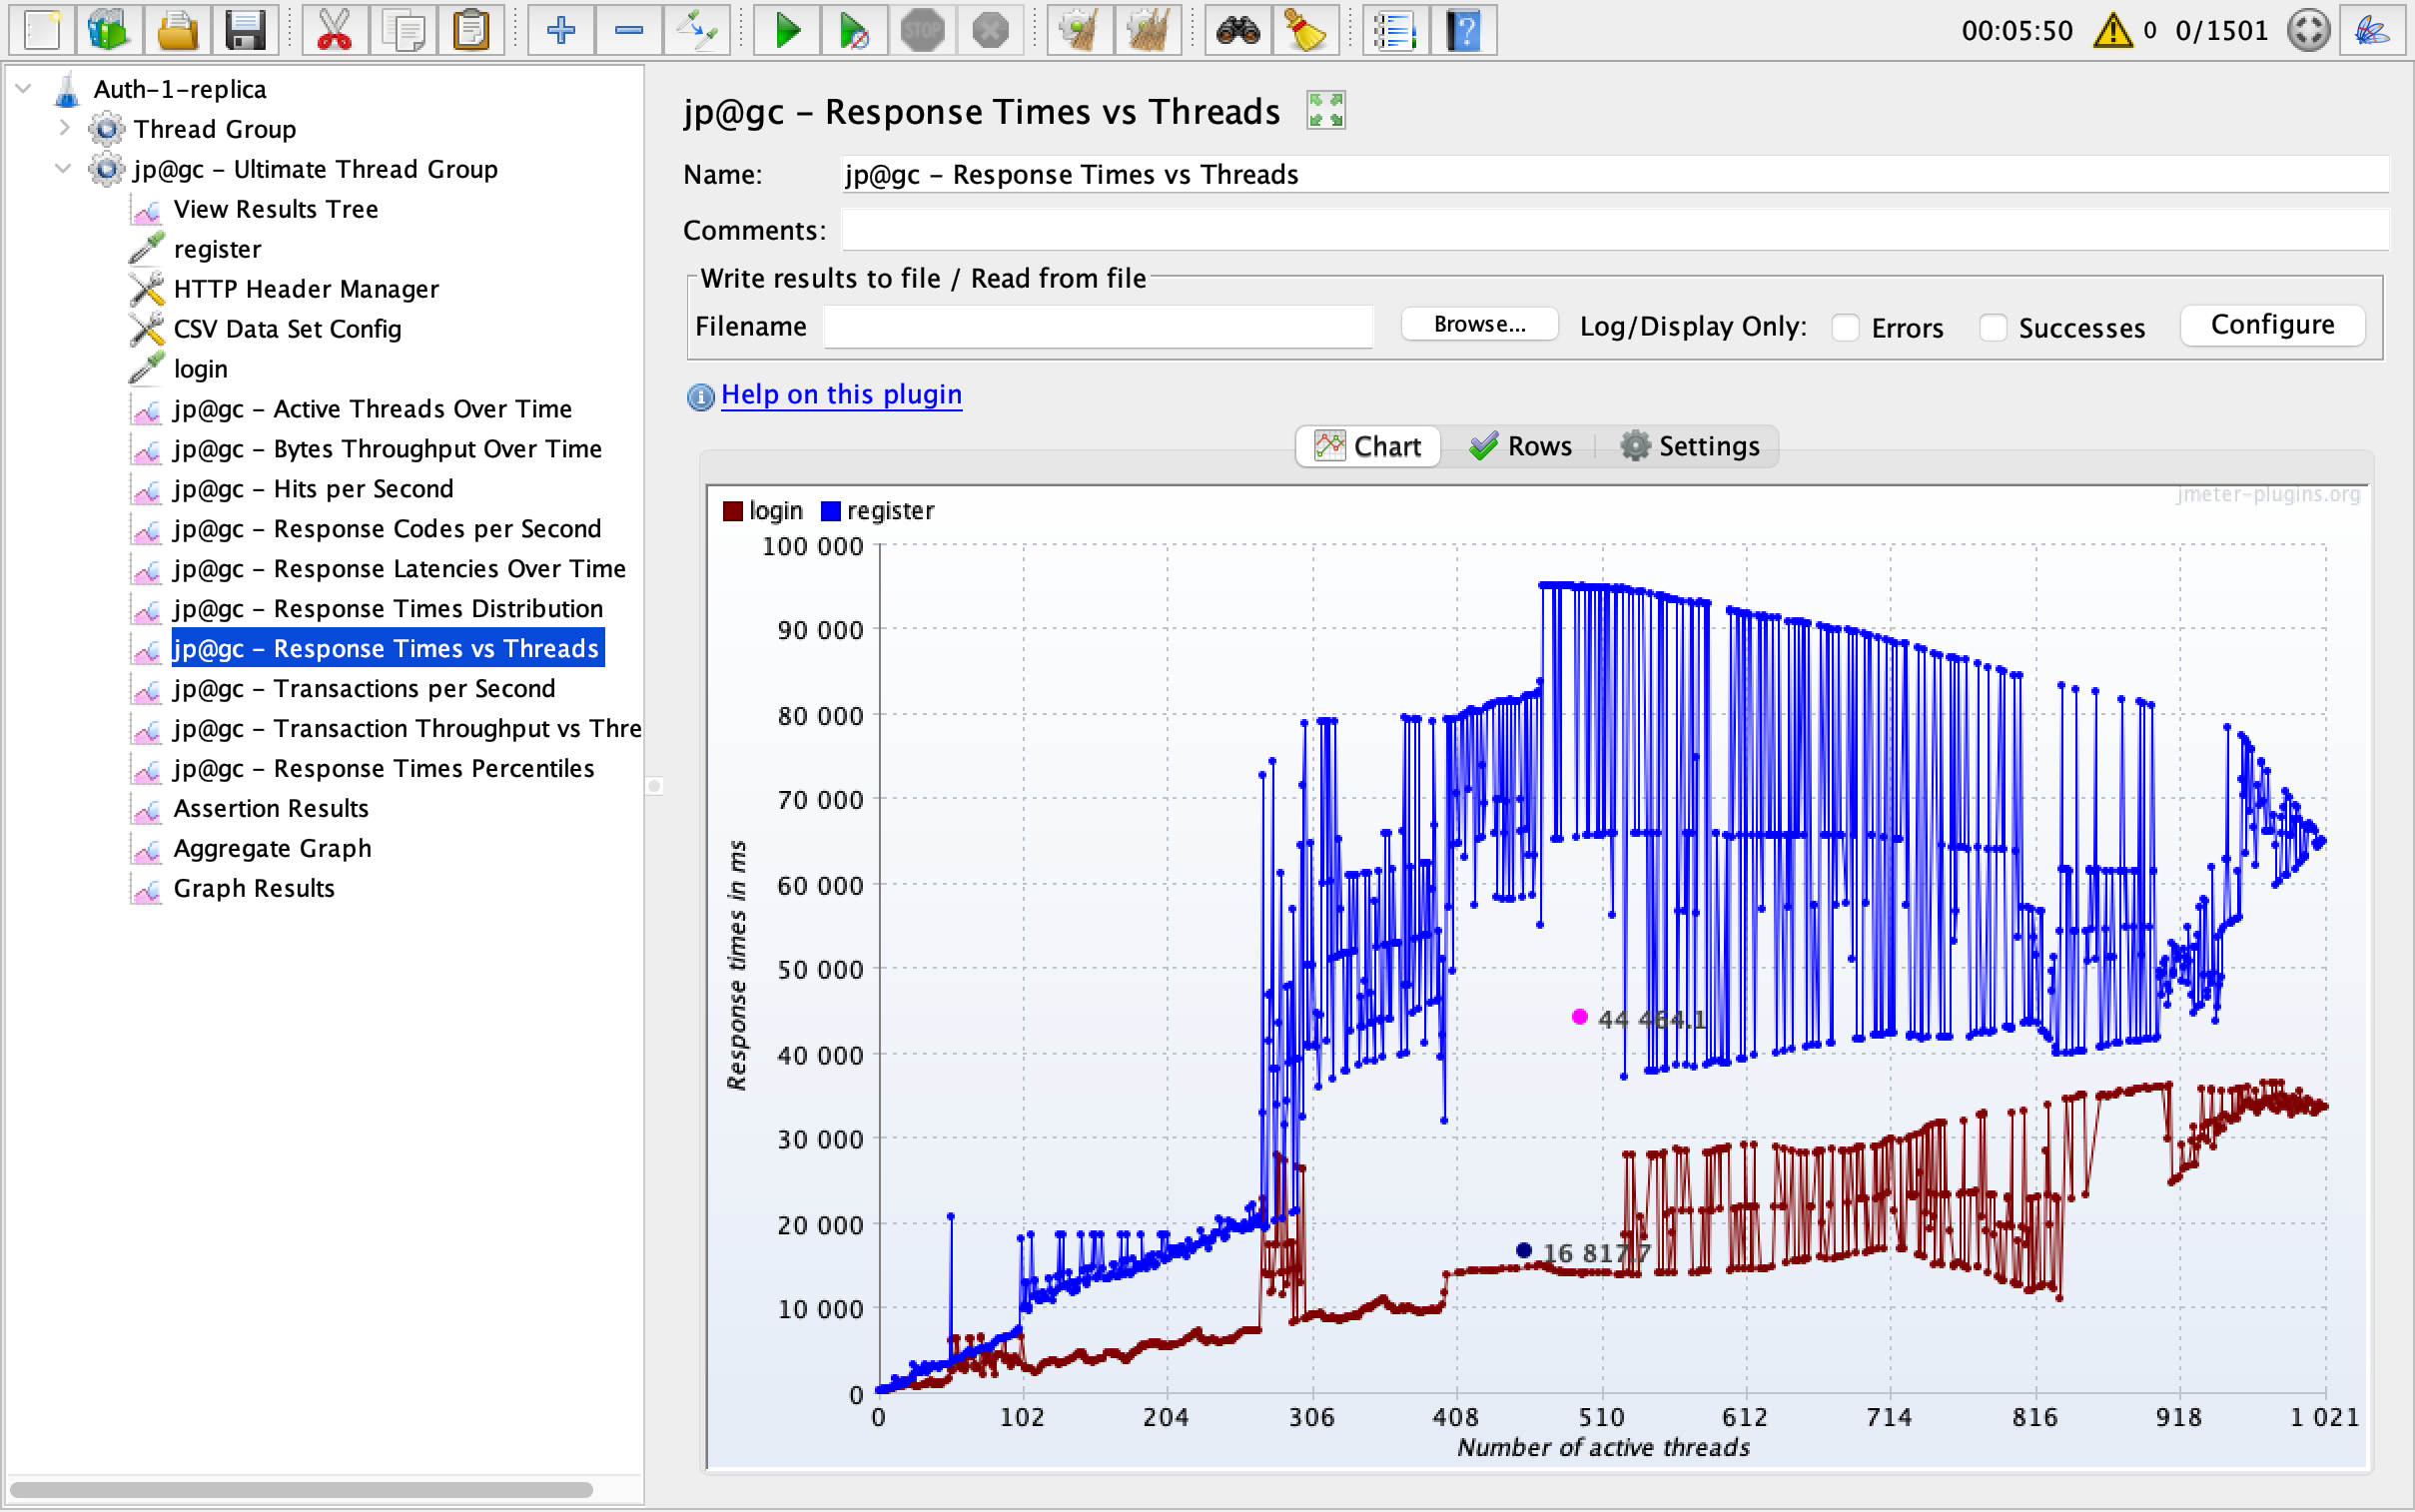 STOP
00:05:50
0
0/1501
Auth-1-replica
Thread Group
jp@gc - Ultimate Thread Group
View Results Tree
register
HTTP Header Manager
CSV Data Set Config
login
jp@gc - Active Threads Over Time
jp@gc - Bytes Throughput Over Time
jp@gc - Hits per Second
jp@gc - Response Codes per Second
jp@gc - Response Latencies Over Time
jp@gc - Response Times Distribution
jp@gc - Response Times vs Threads
jp@gc - Transactions per Second
jp@gc - Transaction Throughput vs Thre
jp@gc - Response Times Percentiles
Assertion Results
Aggregate Graph
Graph Results
jp@gc - Response Times vs Threads
Name: jp@gc - Response Times vs Threads
Comments:
Write results to file / Read from file
Filename Browse... Log/Display Only: Errors Successes Configure
Help on this plugin
Chart Rows Settings
jmeter-plugins.org
login register
100 000
90 000
80 000
70 000
60 000
50 000
40 000
30 000
20 000
10 000
0
Response times in ms
44 464.1
16 817.7
0 102 204 306 408 510 612 714 816 918 1 021
Number of active threads